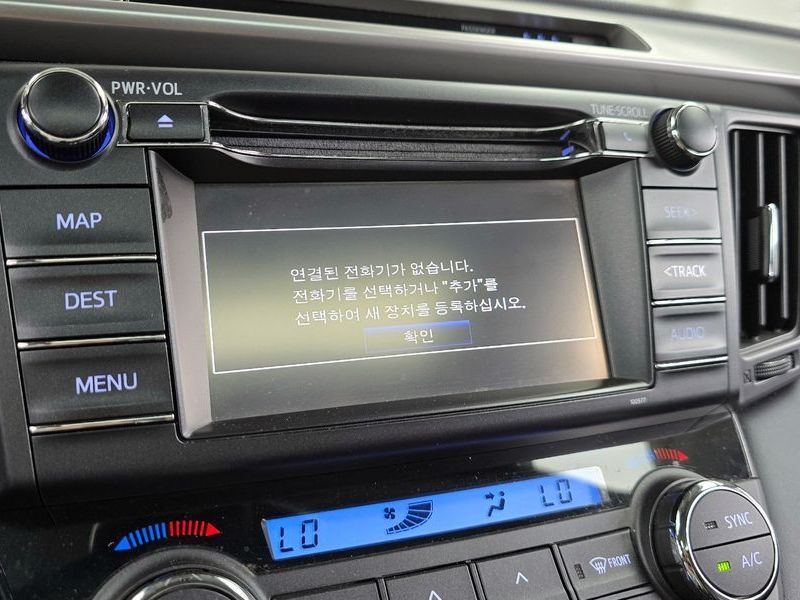 PASSENGER
PWR·VOL
TUNE·SCROLL
MAP
SEEK>
연결된 전화기가 없습니다.
전화기를 선택하거나 "추가"를
선택하여 새 장치를 등록하십시오.
확인
<TRACK
DEST
AUDIO
MENU
LO
LO
SYNC
FRONT
A/C